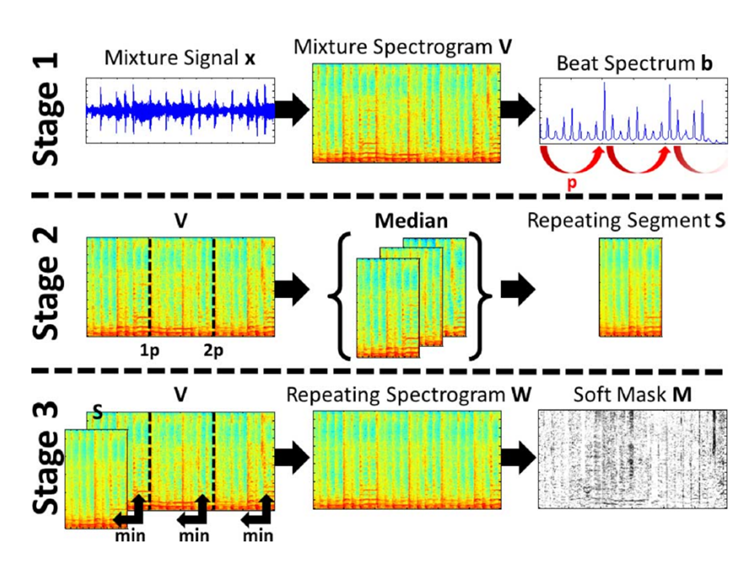 Stage 1
Mixture Signal x
Mixture Spectrogram V
Beat Spectrum b
p
Stage 2
V
Median
Repeating Segment S
1p
2p
Stage 3
S
V
Repeating Spectrogram W
Soft Mask M
min
min
min